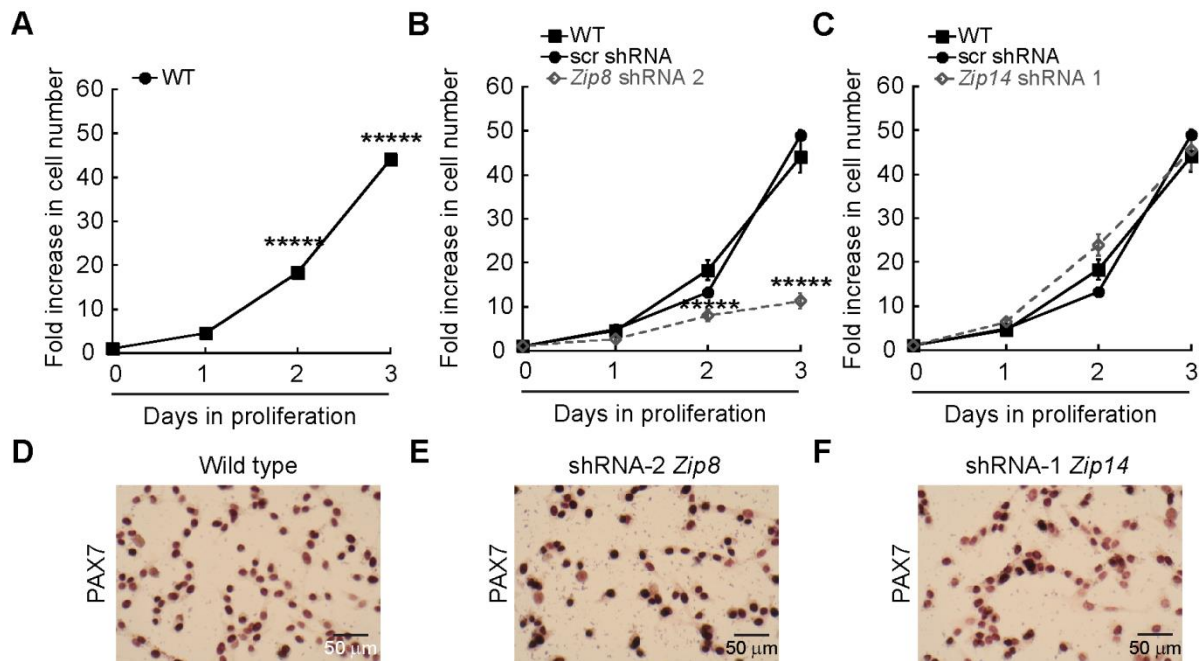 A
WT
Fold increase in cell number
60
50
40
30
20
10
0
*****
*****
0 1 2 3
Days in proliferation
B
WT
scr shRNA
Zip8 shRNA 2
Fold increase in cell number
60
50
40
30
20
10
0
*****
*****
0 1 2 3
Days in proliferation
C
WT
scr shRNA
Zip14 shRNA 1
Fold increase in cell number
60
50
40
30
20
10
0
0 1 2 3
Days in proliferation
D
Wild type
PAX7
50 μm
E
shRNA-2 Zip8
PAX7
50 μm
F
shRNA-1 Zip14
PAX7
50 μm